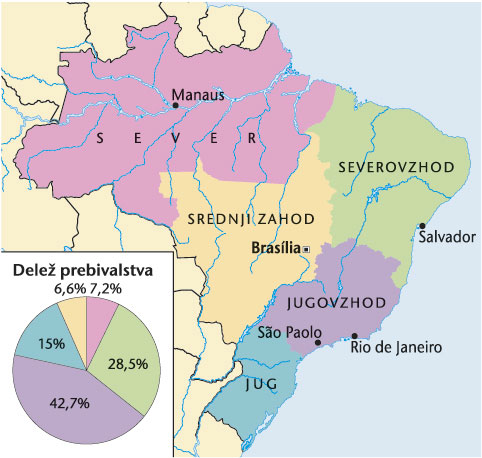 Manaus
SEVER
SEVEROVZHOD
SREDNJI ZAHOD
Salvador
Brasília
JUGOVZHOD
São Paolo
Rio de Janeiro
JUG
Delež prebivalstva
6,6% 7,2%
15%
28,5%
42,7%